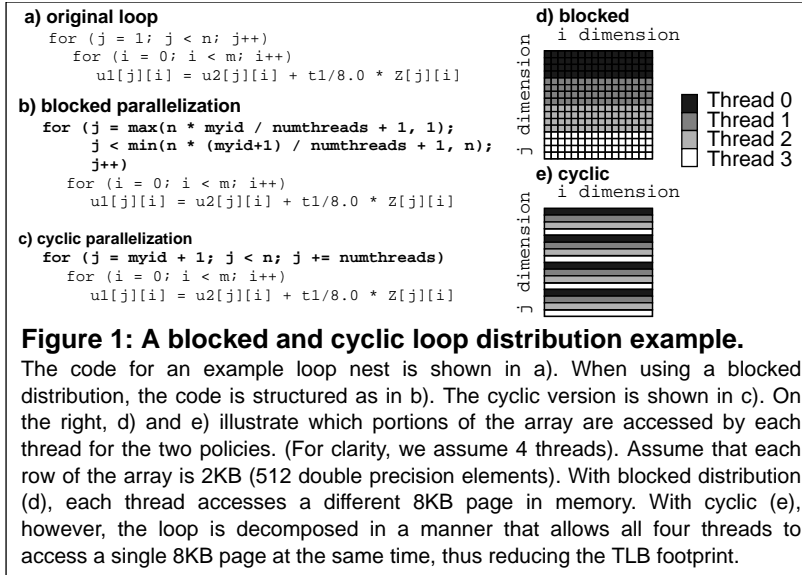 a) original loop
for (j = 1; j < n; j++)
for (i = 0; i < m; i++)
u1[j][i] = u2[j][i] + t1/8.0 * Z[j][i]
b) blocked parallelization
for (j = max(n * myid / numthreads + 1, 1);
j < min(n * (myid+1) / numthreads + 1, n);
j++)
for (i = 0; i < m; i++)
u1[j][i] = u2[j][i] + t1/8.0 * Z[j][i]
c) cyclic parallelization
for (j = myid + 1; j < n; j += numthreads)
for (i = 0; i < m; i++)
u1[j][i] = u2[j][i] + t1/8.0 * Z[j][i]
d) blocked
i dimension
j dimension
Thread 0
Thread 1
Thread 2
Thread 3
e) cyclic
i dimension
j dimension
Figure 1: A blocked and cyclic loop distribution example.
The code for an example loop nest is shown in a). When using a blocked
distribution, the code is structured as in b). The cyclic version is shown in c). On
the right, d) and e) illustrate which portions of the array are accessed by each
thread for the two policies. (For clarity, we assume 4 threads). Assume that each
row of the array is 2KB (512 double precision elements). With blocked distribution
(d), each thread accesses a different 8KB page in memory. With cyclic (e),
however, the loop is decomposed in a manner that allows all four threads to
access a single 8KB page at the same time, thus reducing the TLB footprint.